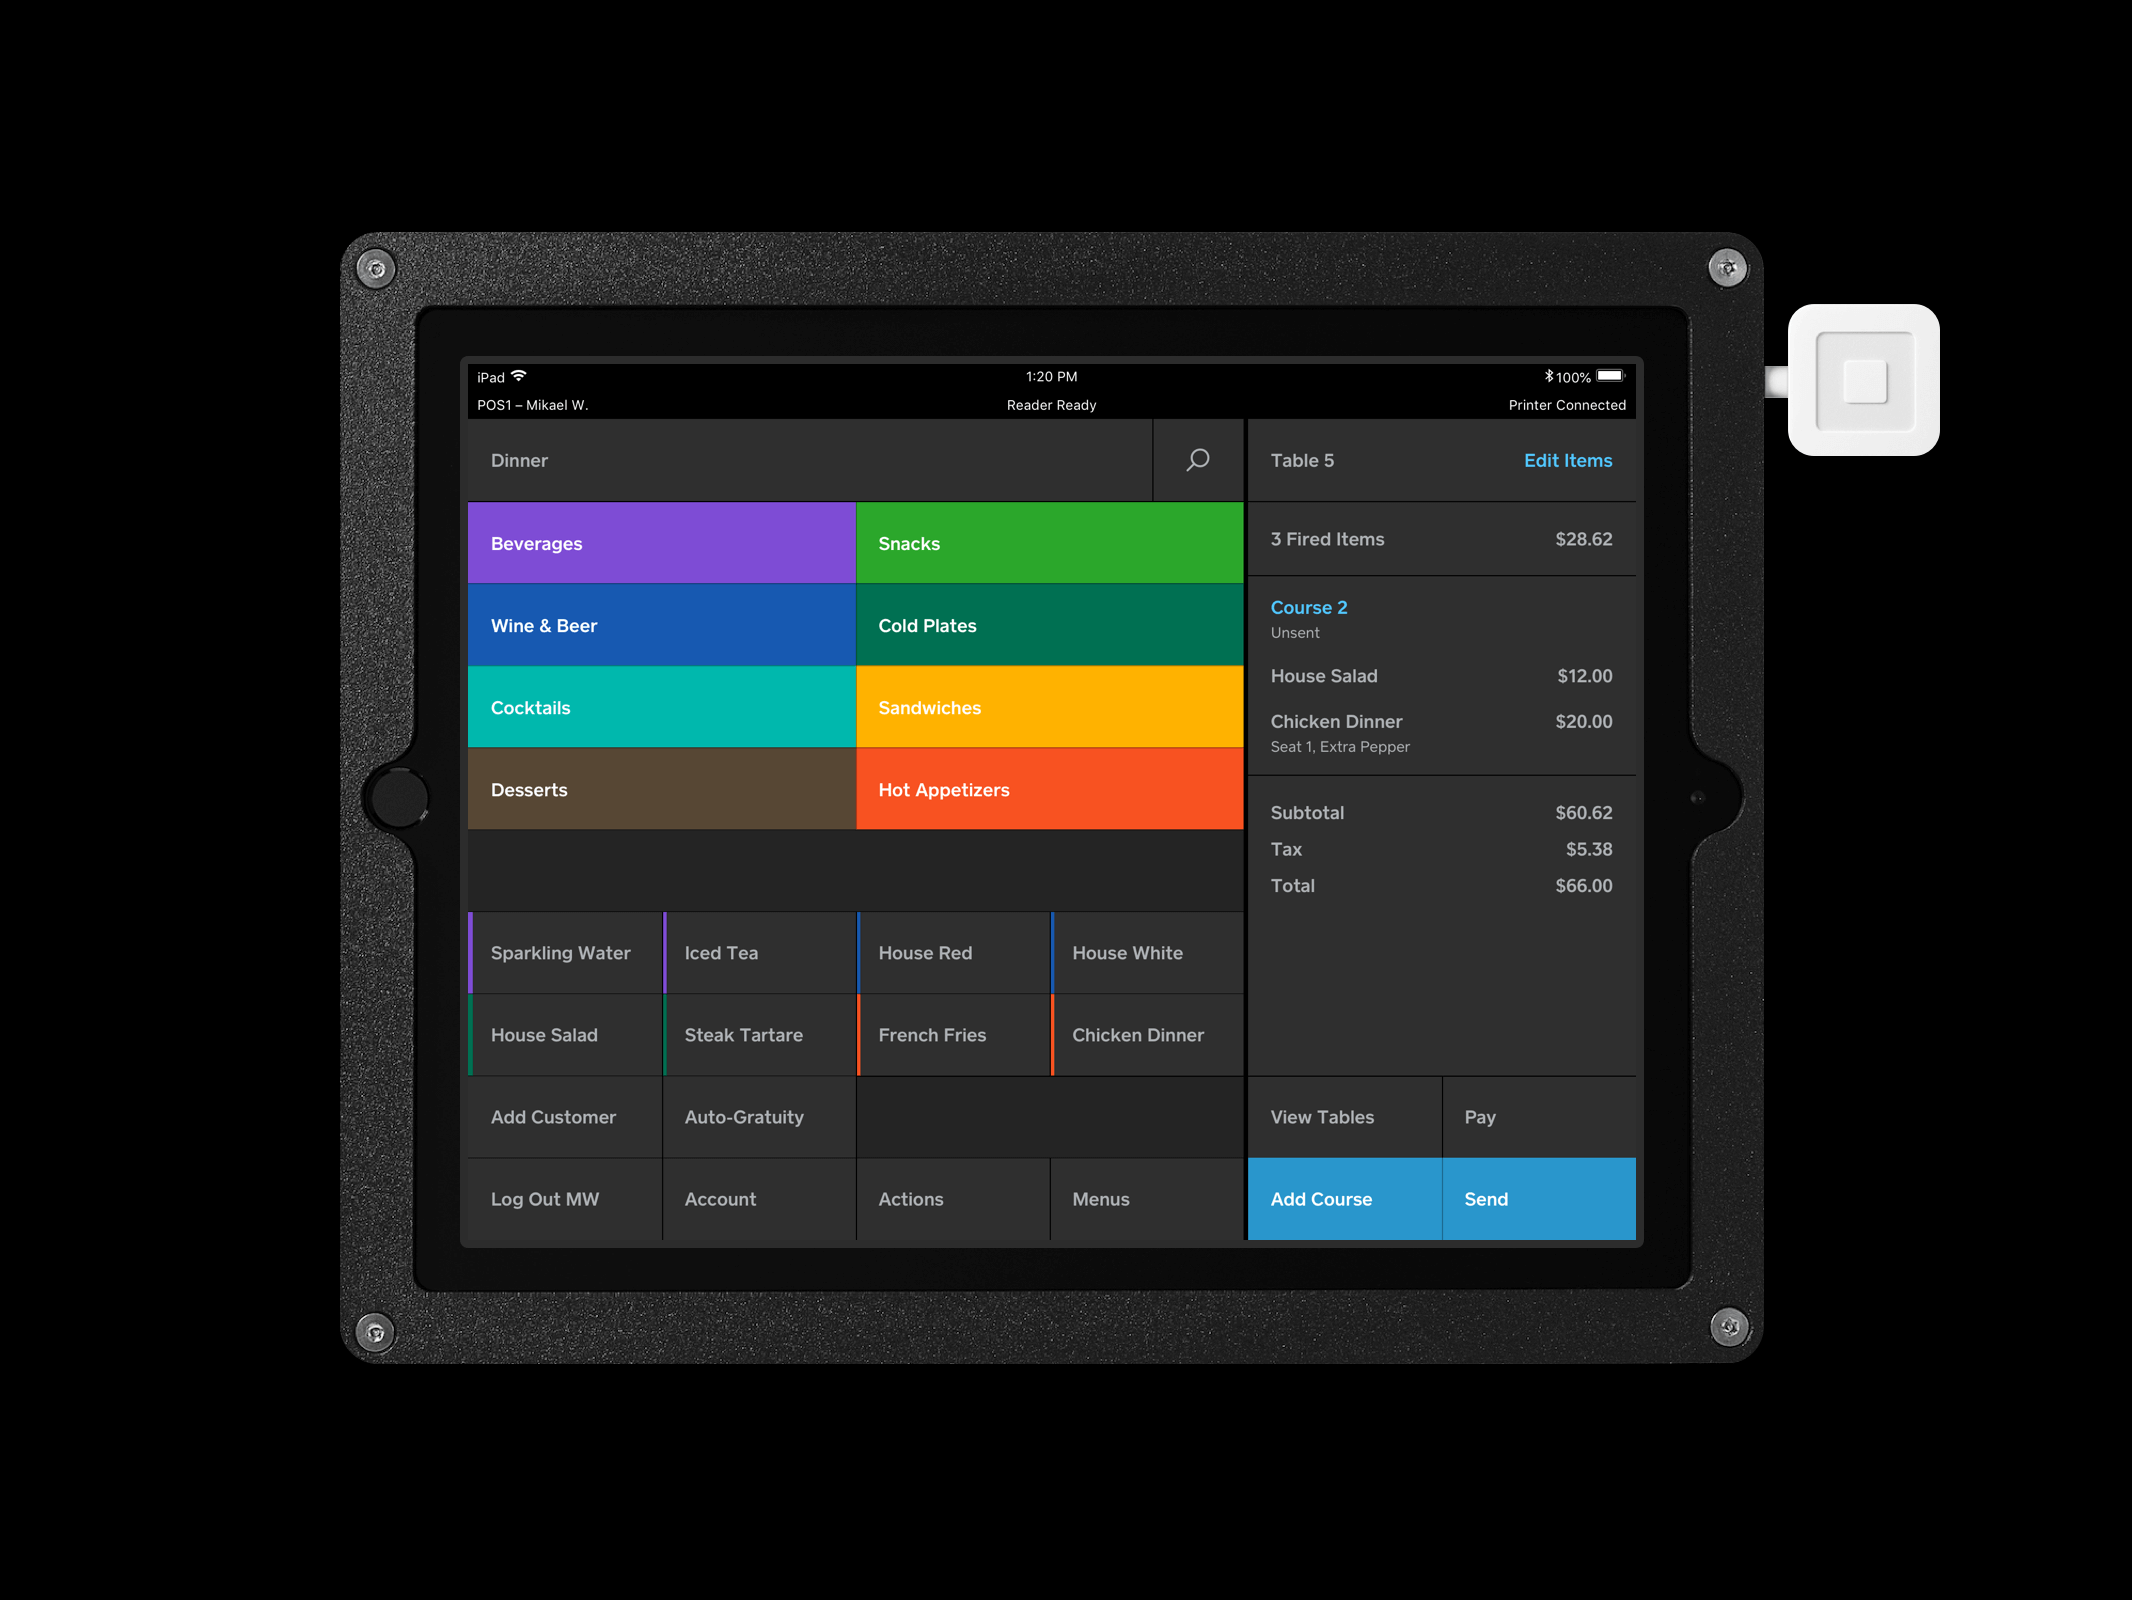 iPad
1:20 PM
100%
POS1 – Mikael W.
Reader Ready
Printer Connected
Dinner
Beverages
Snacks
Wine & Beer
Cold Plates
Cocktails
Sandwiches
Desserts
Hot Appetizers
Sparkling Water
Iced Tea
House Red
House White
House Salad
Steak Tartare
French Fries
Chicken Dinner
Add Customer
Auto-Gratuity
Log Out MW
Account
Actions
Menus
Table 5
Edit Items
3 Fired Items $28.62
Course 2
Unsent
House Salad $12.00
Chicken Dinner $20.00
Seat 1, Extra Pepper
Subtotal $60.62
Tax $5.38
Total $66.00
View Tables
Pay
Add Course
Send